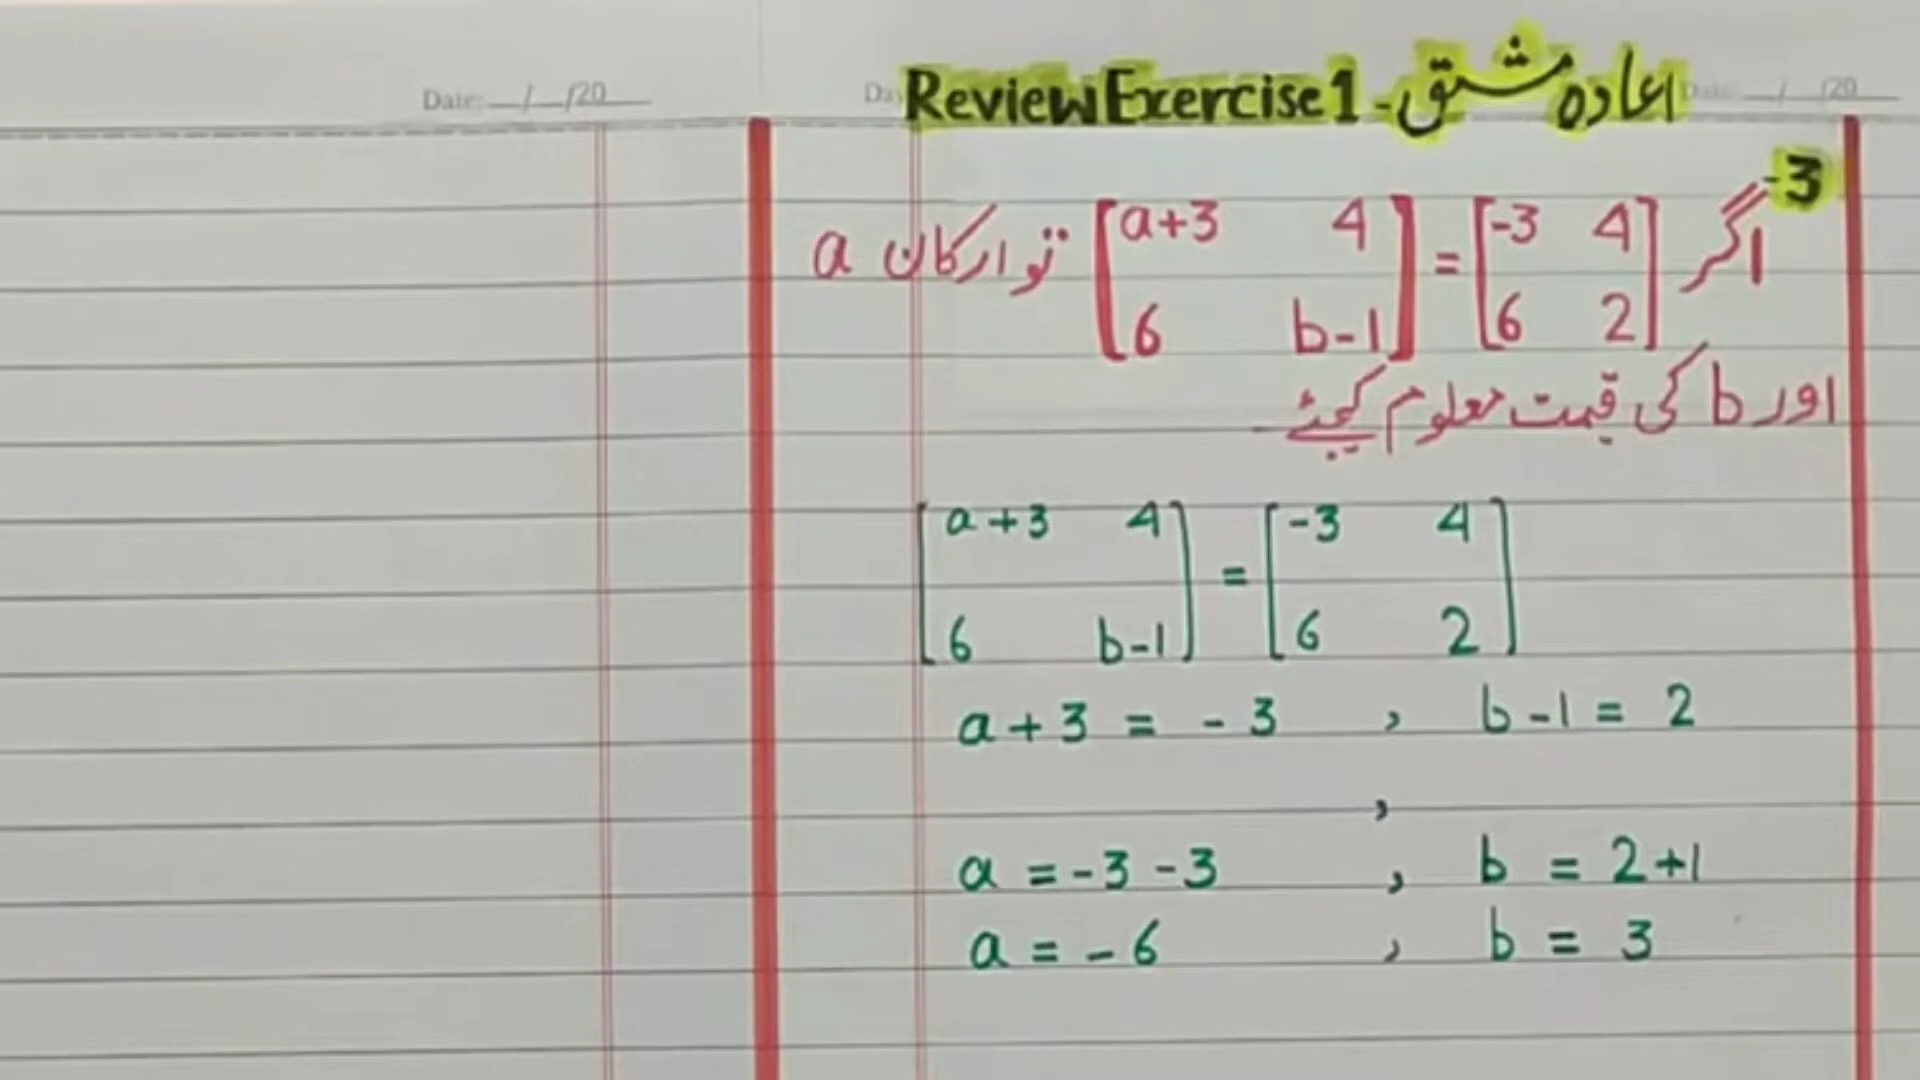 Date: __/__/20__
Review Exercise 1 - اعادہ مشق
-3
اگر [-3 4; 6 2] = [a+3 4; 6 b-1] تو ارکان a
اور b کی قیمت معلوم کیجئے
[a+3 4; 6 b-1] = [-3 4; 6 2]
a+3 = -3 , b-1 = 2
,
a = -3 -3 , b = 2+1
a = -6 , b = 3